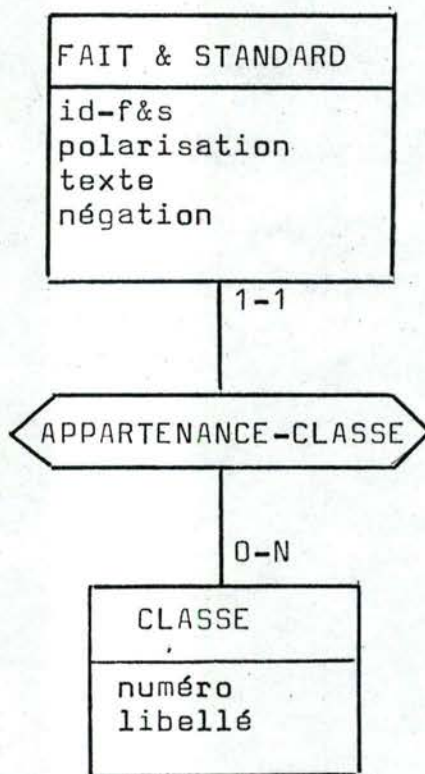 FAIT & STANDARD
id-f&s
polarisation
texte
négation
1-1
APPARTENANCE-CLASSE
0-N
CLASSE
numéro
libellé